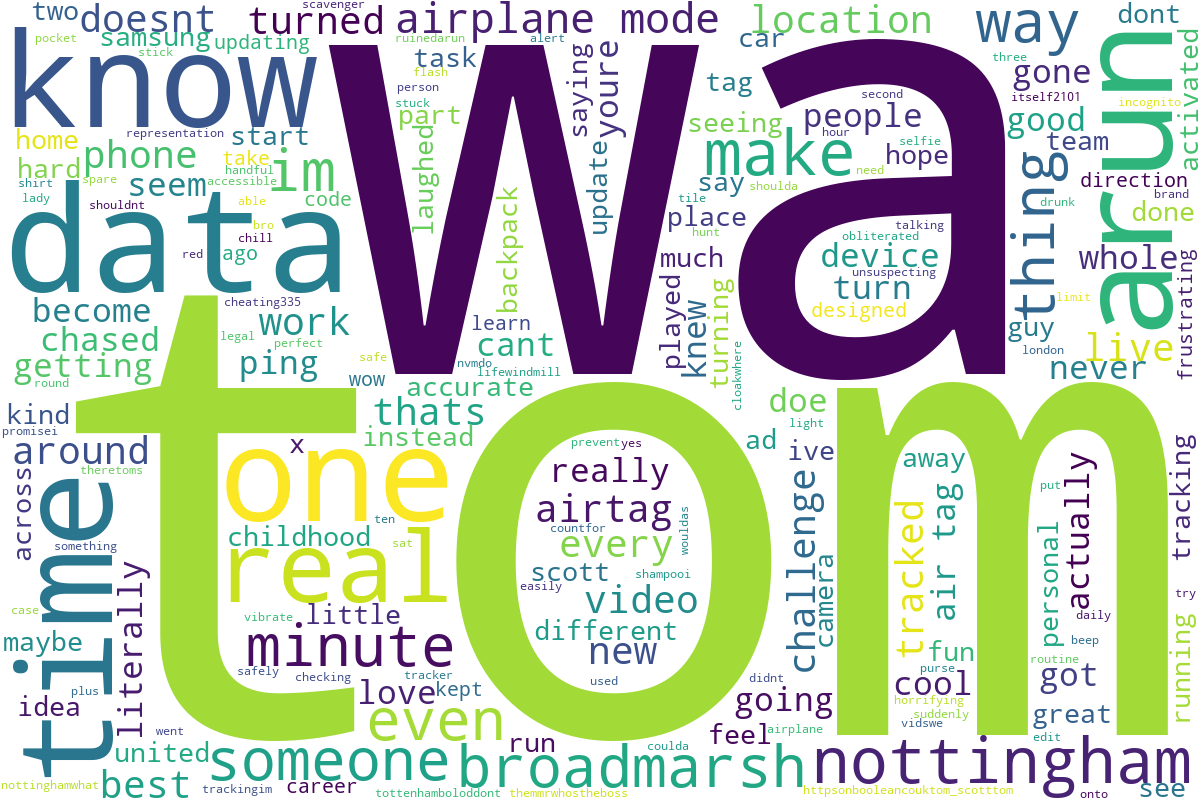 two doesnt scavenger turned airplane mode location way dont
pocket samsung updating stick ruinedarun alert task flash car three gone
know wa saying youre tag people second itself2101 incognito activated
person stuck part seeing make hour selfie good team
home representation start laughed update say hope thing arun
hard phone take im handful need direction brand
shirt seem accessible code shoulda drunk done
lady spare shouldnt able backpack tile place talking
data bro chill ago hunt obliterated device whole
red much unsuspecting turn frustrating
become cheating335 played knew turning designed limit
chased legal work learn cant guy london live
getting perfect ping safe nvmdo lifewindmill cloakwhere never
round wow accurate
kind tom thats doe light
promisei around x instead prevent yes ad ive away tracking
across theretoms one really challenge
time ten airtag tracked air tag put actually
something childhood sat countfor every wouldas camera personal
real scott shampooi
case literally easily video try
maybe vibrate little different used daily running
minute new fun beep
plus safely checking tracker didnt cool purse routine got
idea love kept going horrifying suddenly great
went even feel airplane vidswe edit
united someone run coulda broadmarsh nottingham onto
nottinghamwhat best trackingim career tottenhamboloddont themmrwhostheboss httpsonbooleancouktom_scotttom see